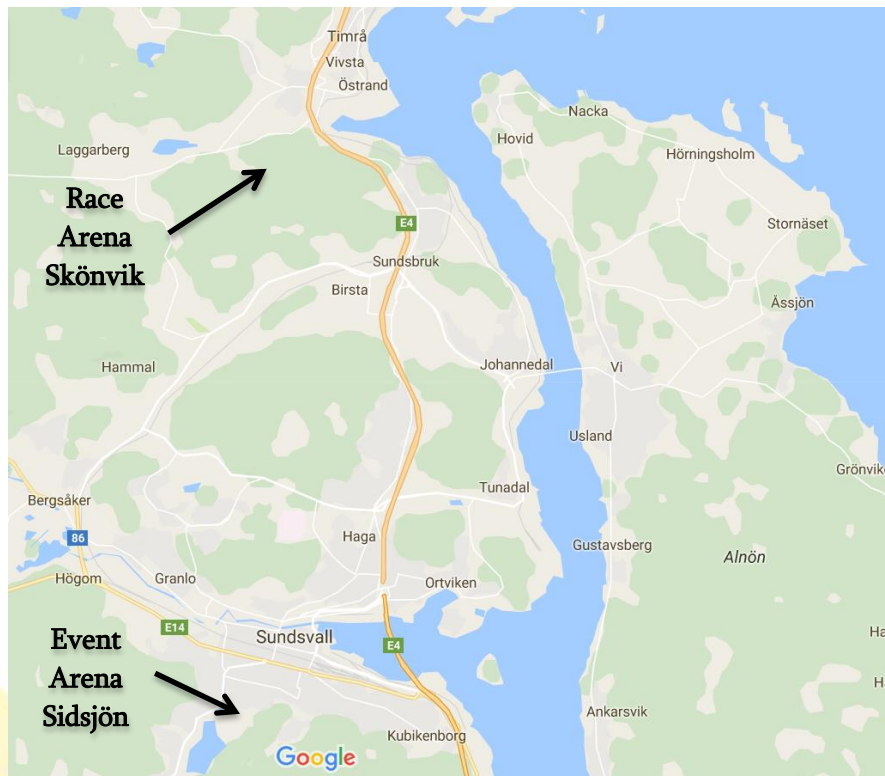 Timrå
Vivsta
Östrand
Nacka
Hovid
Laggarberg
Hörningsholm
Race
Arena
Skönvik
Stornäset
E4
Sundsbruk
Birsta
Åssjön
Hammal
Johannedal
Vi
Usland
Grönvik
Bergsåker
Tunadal
86
Haga
Gustavsberg
Alnön
Högom
Granlo
Ortviken
E14
Sundsvall
E4
Ha
Event
Arena
Sidsjön
H
Ankarsvik
Kubikenborg
Google